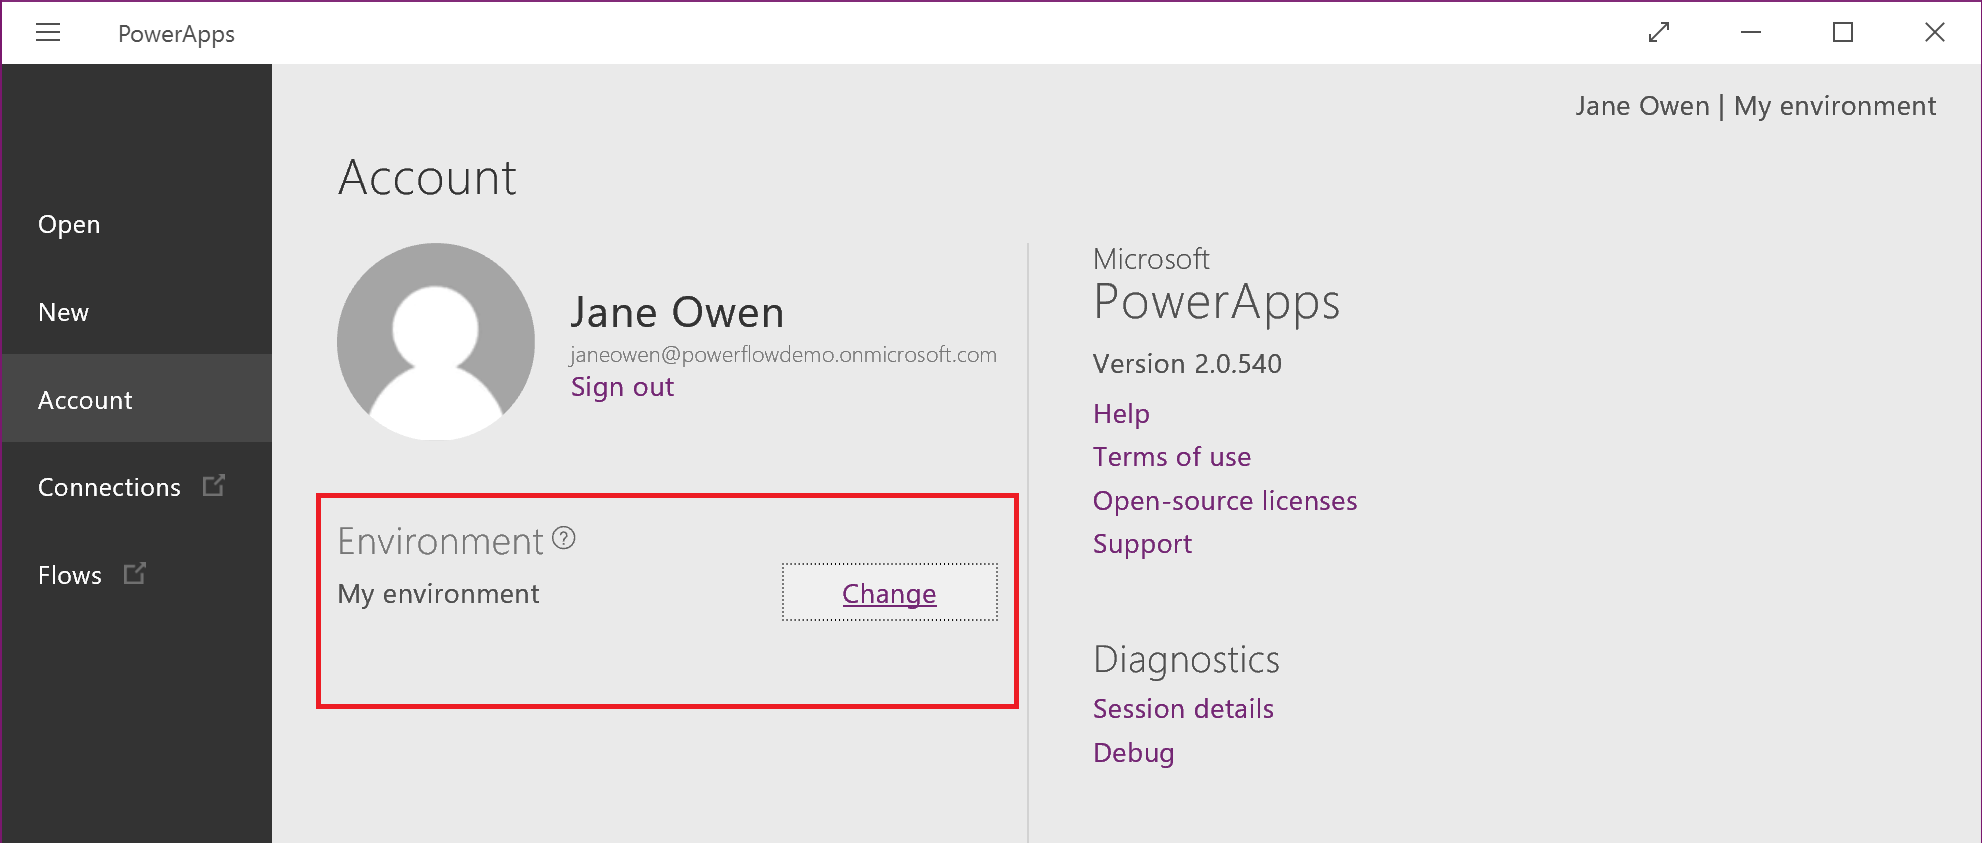 PowerApps
Jane Owen | My environment
Open
New
Account
Connections
Flows
Account
Jane Owen
janeowen@powerflowdemo.onmicrosoft.com
Sign out
Environment ?
My environment
Change
Microsoft
PowerApps
Version 2.0.540
Help
Terms of use
Open-source licenses
Support
Diagnostics
Session details
Debug